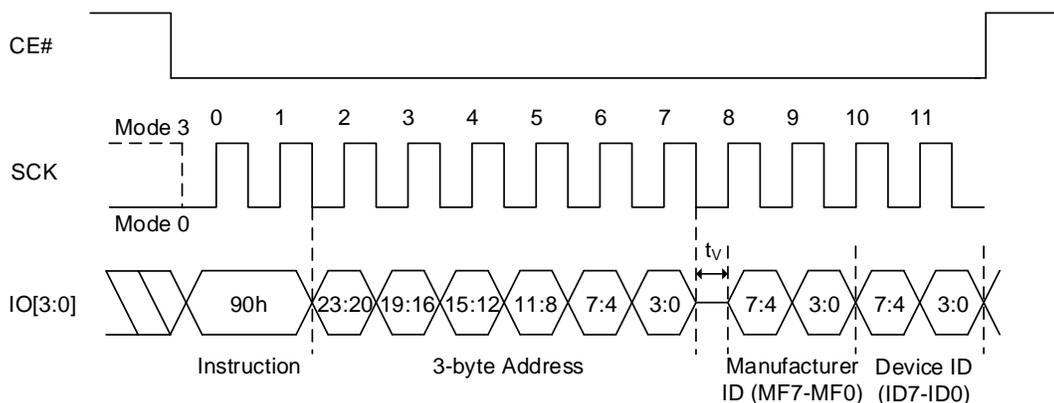 CE#
0 1 2 3 4 5 6 7 8 9 10 11
Mode 3
SCK
Mode 0
tV
IO[3:0] 90h 23:20 19:16 15:12 11:8 7:4 3:0 7:4 3:0 7:4 3:0
Instruction 3-byte Address Manufacturer Device ID
ID (MF7-MF0) (ID7-ID0)